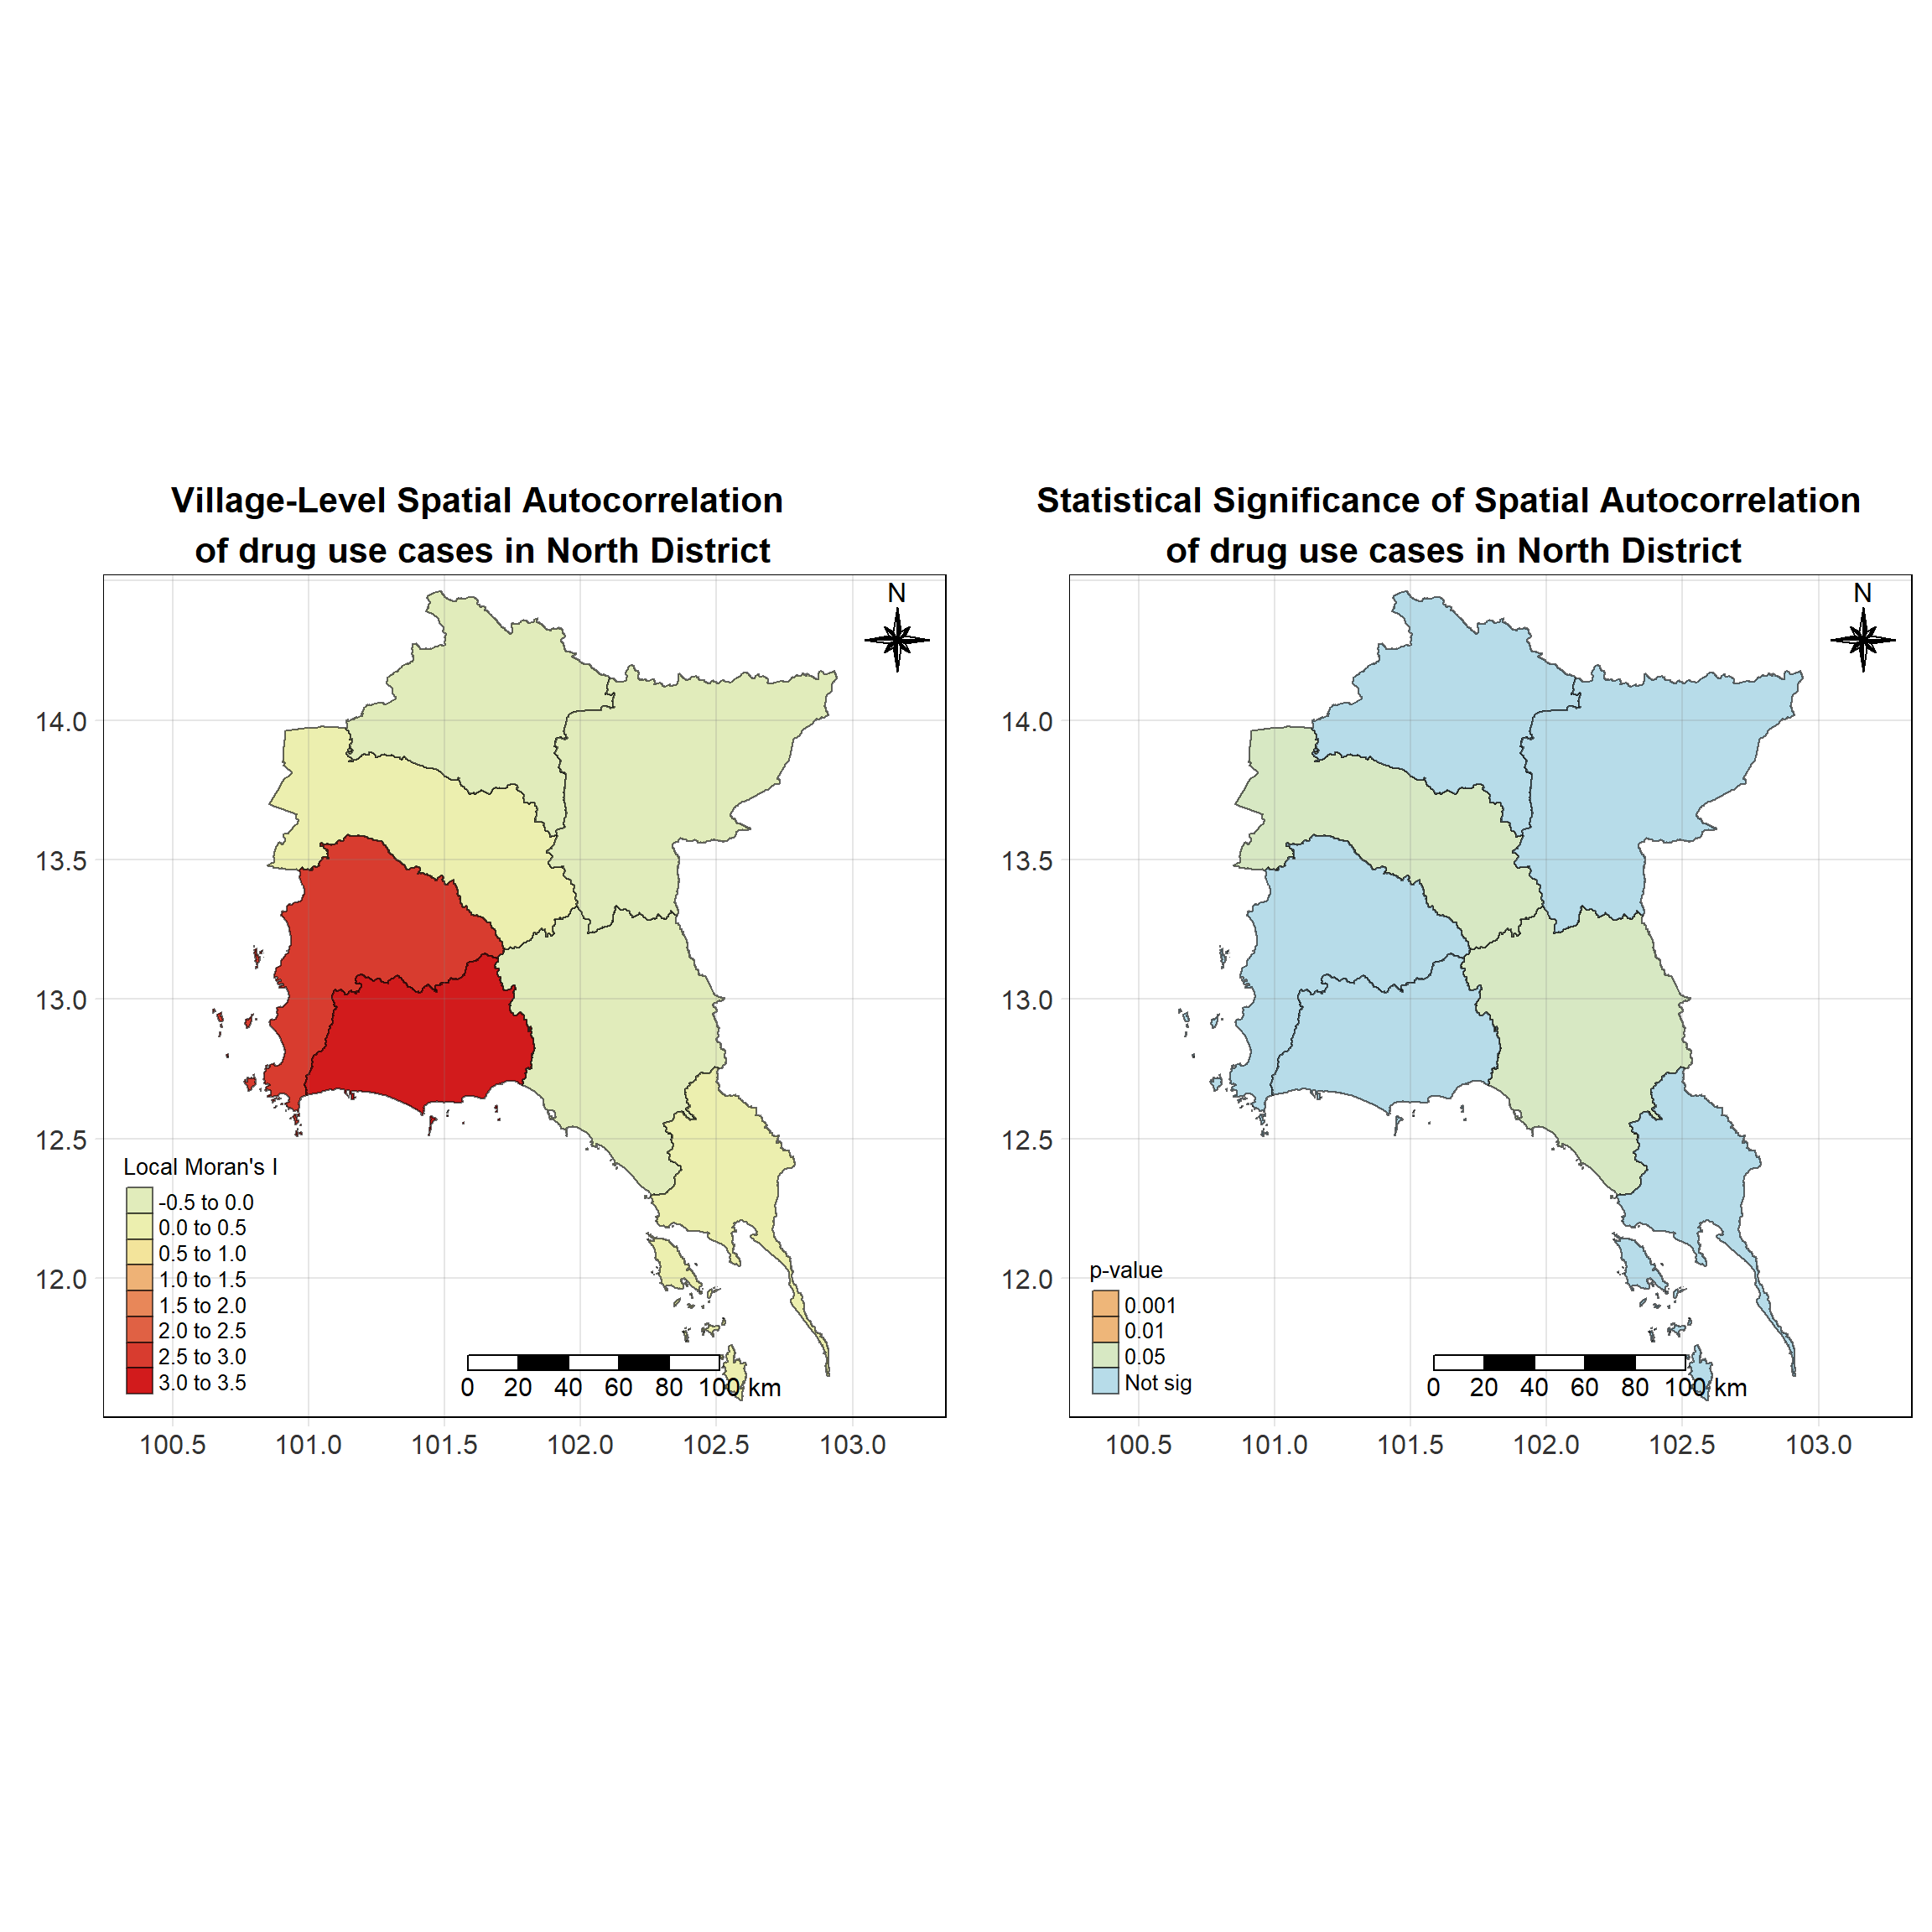 Village-Level Spatial Autocorrelation
of drug use cases in North District
N
14.0
13.5
13.0
12.5
12.0
Local Moran's I
-0.5 to 0.0
0.0 to 0.5
0.5 to 1.0
1.0 to 1.5
1.5 to 2.0
2.0 to 2.5
2.5 to 3.0
3.0 to 3.5
0 20 40 60 80 100 km
100.5 101.0 101.5 102.0 102.5 103.0
Statistical Significance of Spatial Autocorrelation
of drug use cases in North District
N
14.0
13.5
13.0
12.5
12.0
p-value
0.001
0.01
0.05
Not sig
0 20 40 60 80 100 km
100.5 101.0 101.5 102.0 102.5 103.0